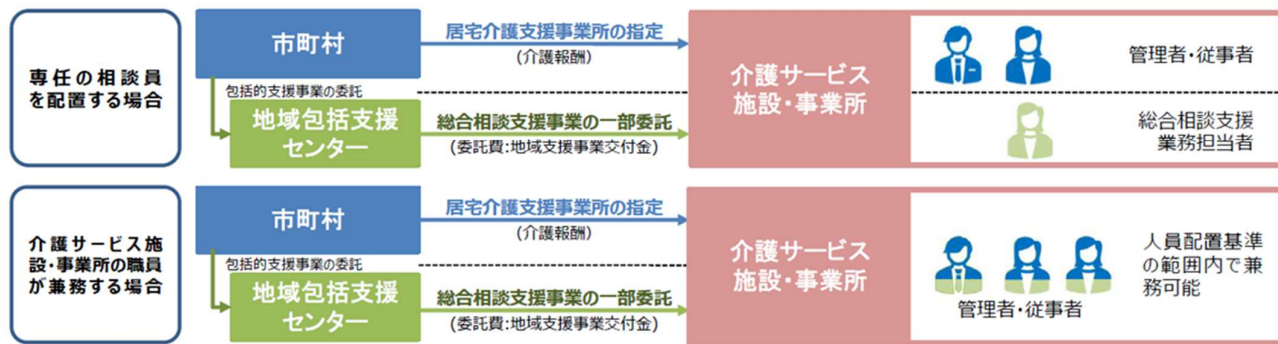 専任の相談員
を配置する場合
市町村
包括的支援事業の委託
地域包括支援
センター
居宅介護支援事業所の指定
(介護報酬)
総合相談支援事業の一部委託
(委託費:地域支援事業交付金)
介護サービス
施設・事業所
管理者・従事者
総合相談支援
業務担当者
介護サービス施
設・事業所の職員
が兼務する場合
市町村
包括的支援事業の委託
地域包括支援
センター
居宅介護支援事業所の指定
(介護報酬)
総合相談支援事業の一部委託
(委託費:地域支援事業交付金)
介護サービス
施設・事業所
管理者・従事者
人員配置基準
の範囲内で兼
務可能